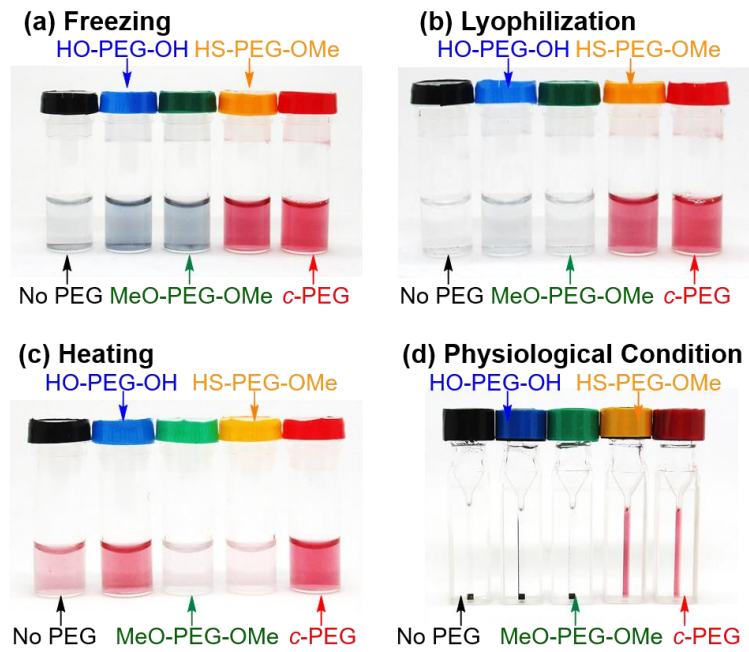 (a) Freezing
HO-PEG-OH HS-PEG-OMe
No PEG MeO-PEG-OMe c-PEG
(b) Lyophilization
HO-PEG-OH HS-PEG-OMe
No PEG MeO-PEG-OMe c-PEG
(c) Heating
HO-PEG-OH HS-PEG-OMe
No PEG MeO-PEG-OMe c-PEG
(d) Physiological Condition
HO-PEG-OH HS-PEG-OMe
No PEG MeO-PEG-OMe c-PEG